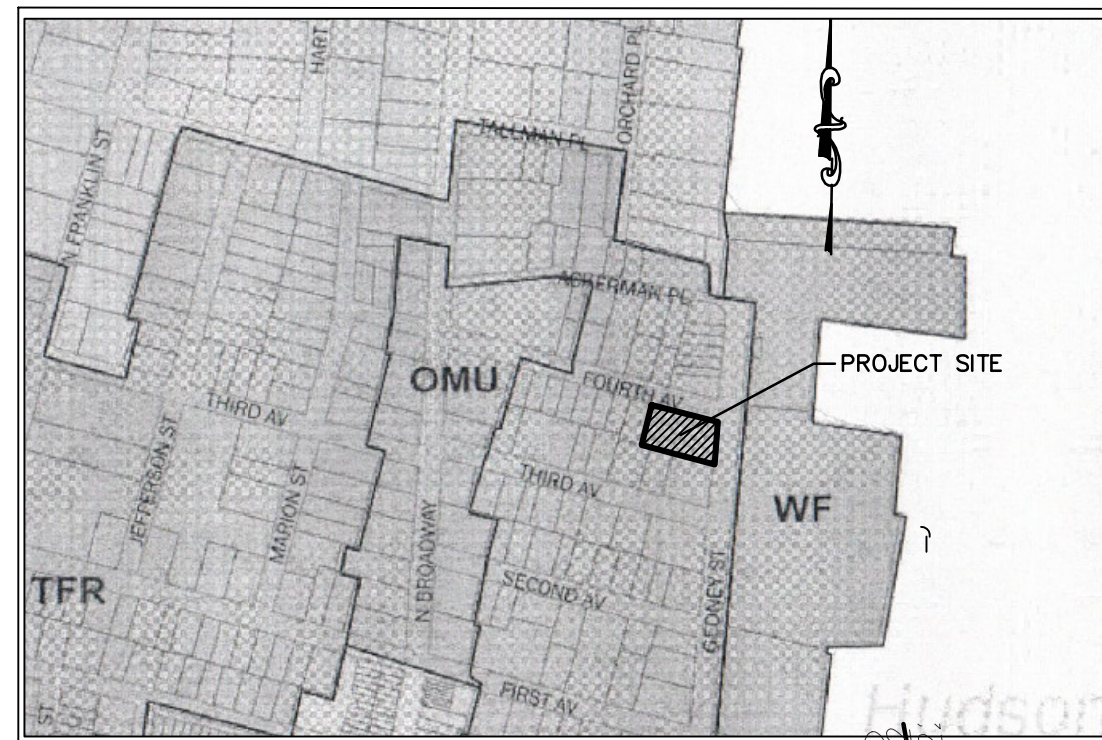 HART
ORCHARD PL
TALLMAN PL
N FRANKLIN ST
ACKERMAN PL
PROJECT SITE
OMU
FOURTH AV
THIRD AV
JEFFERSON ST
MARION ST
THIRD AV
WF
N BROADWAY
GEDNEY ST
SECOND AV
TFR
FIRST AV
ST
Hudson